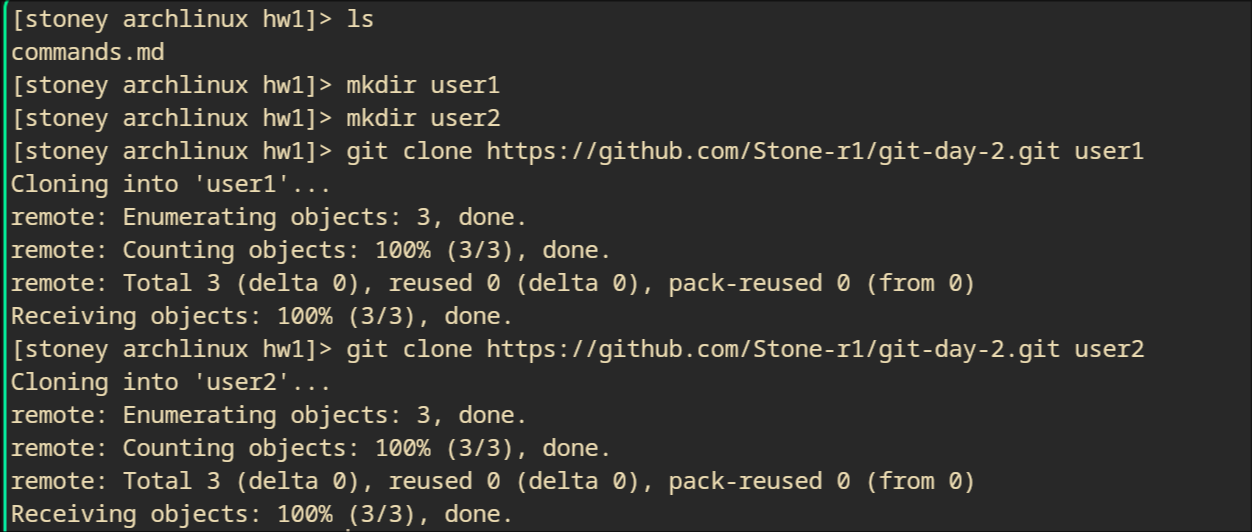 [stoney archlinux hw1]> ls
commands.md
[stoney archlinux hw1]> mkdir user1
[stoney archlinux hw1]> mkdir user2
[stoney archlinux hw1]> git clone https://github.com/Stone-r1/git-day-2.git user1
Cloning into 'user1'...
remote: Enumerating objects: 3, done.
remote: Counting objects: 100% (3/3), done.
remote: Total 3 (delta 0), reused 0 (delta 0), pack-reused 0 (from 0)
Receiving objects: 100% (3/3), done.
[stoney archlinux hw1]> git clone https://github.com/Stone-r1/git-day-2.git user2
Cloning into 'user2'...
remote: Enumerating objects: 3, done.
remote: Counting objects: 100% (3/3), done.
remote: Total 3 (delta 0), reused 0 (delta 0), pack-reused 0 (from 0)
Receiving objects: 100% (3/3), done.